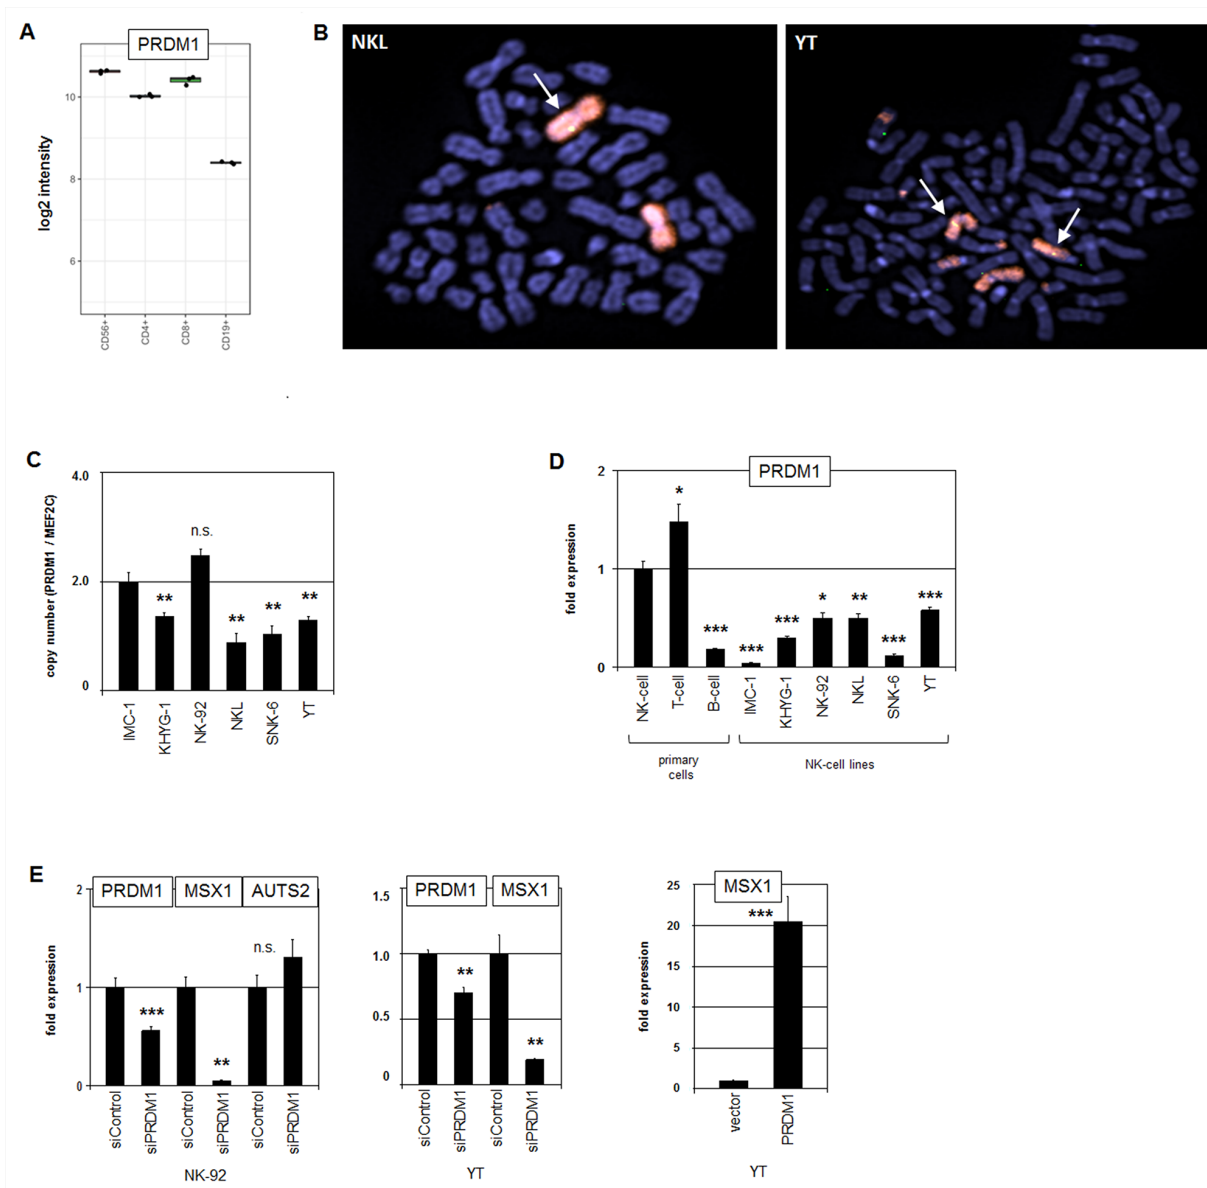 A
PRDM1
log2 intensity
10
8
6
CD56+
CD4+
CD8+
CD19+
B
NKL
YT
C
copy number (PRDM1 / MEF2C)
4.0
2.0
0
**
n.s.
**
**
**
IMC-1
KHYG-1
NK-92
NKL
SNK-6
YT
D
PRDM1
fold expression
2
1
0
*
***
***
***
*
**
***
***
NK-cell
T-cell
B-cell
IMC-1
KHYG-1
NK-92
NKL
SNK-6
YT
primary
cells
NK-cell lines
E
PRDM1
MSX1
AUTS2
fold expression
2
1
0
***
**
n.s.
siControl
siPRDM1
siControl
siPRDM1
siControl
siPRDM1
NK-92
PRDM1
MSX1
1.5
1.0
0.5
0
**
**
siControl
siPRDM1
siControl
siPRDM1
YT
MSX1
fold expression
25
20
15
10
5
0
***
vector
PRDM1
YT